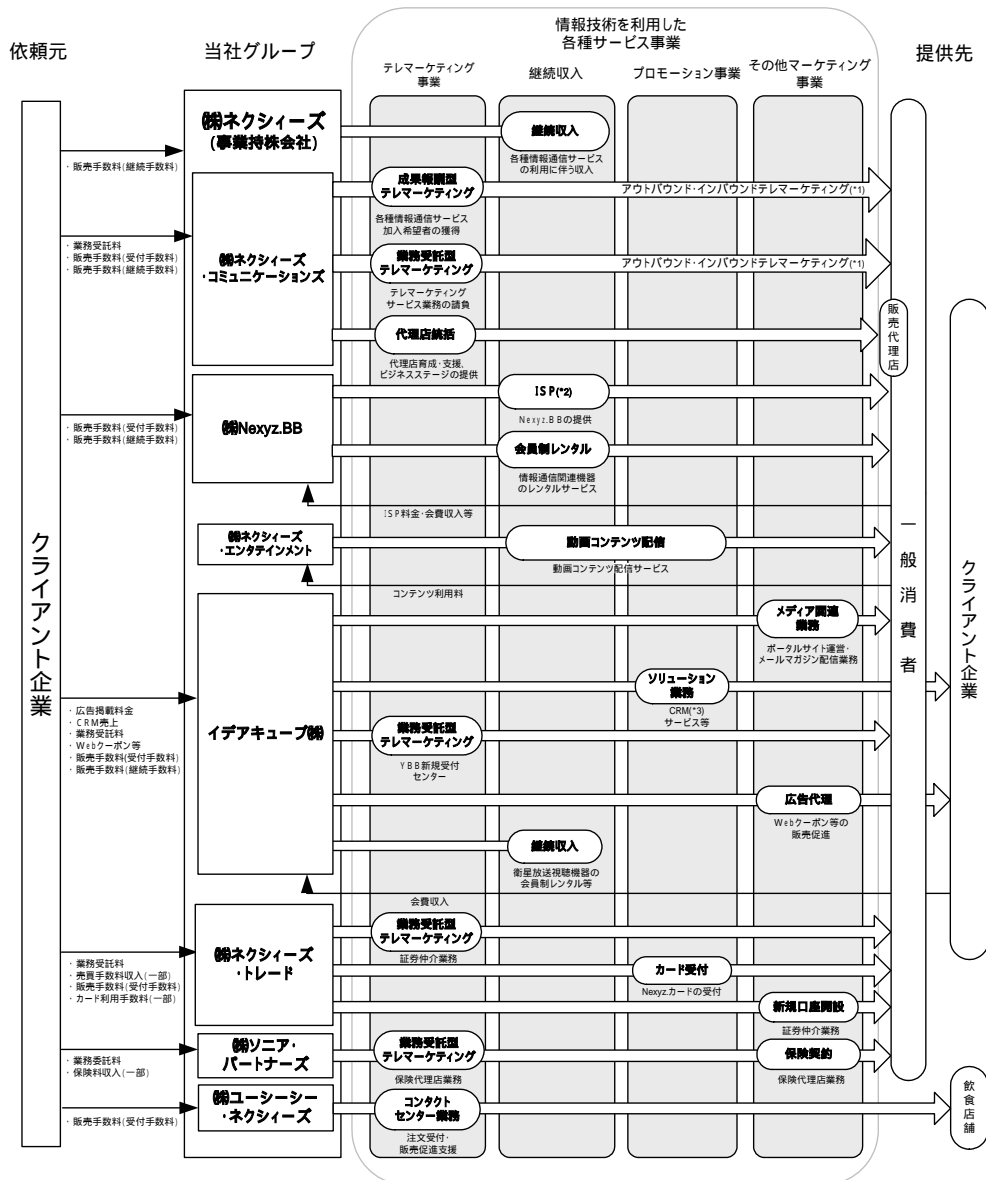 情報技術を利用した
各種サービス事業
依頼元
当社グループ
提供先
テレマーケティング
事業
継続収入
プロモーション事業
その他マーケティング
事業
クライアント企業
㈱ネクシィーズ
(事業持株会社)
・販売手数料(継続手数料)
継続収入
各種情報通信サービス
の利用に伴う収入
㈱ネクシィーズ
・コミュニケーションズ
・業務受託料
・販売手数料(受付手数料)
・販売手数料(継続手数料)
成果報酬型
テレマーケティング
各種情報通信サービス
加入希望者の獲得
アウトバウンド・インバウンドテレマーケティング(*1)
業務受託型
テレマーケティング
テレマーケティング
サービス業務の請負
アウトバウンド・インバウンドテレマーケティング(*1)
代理店統括
代理店育成・支援、
ビジネスステージの提供
販売代理店
㈱Nexyz.BB
・販売手数料(受付手数料)
・販売手数料(継続手数料)
ISP(*2)
Nexyz.BBの提供
会員制レンタル
情報通信関連機器
のレンタルサービス
ISP料金・会費収入等
㈱ネクシィーズ
・エンタテインメント
動画コンテンツ配信
動画コンテンツ配信サービス
コンテンツ利用料
一般消費者
クライアント企業
イデアキューブ㈱
・広告掲載料金
・CRM売上
・業務受託料
・Webクーポン等
・販売手数料(受付手数料)
・販売手数料(継続手数料)
メディア関連
業務
ポータルサイト運営・
メールマガジン配信業務
ソリューション
業務
CRM(*3)
サービス等
業務受託型
テレマーケティング
YBB新規受付
センター
広告代理
Webクーポン等の
販売促進
継続収入
衛星放送視聴機器の
会員制レンタル等
会費収入
㈱ネクシィーズ
・トレード
・業務受託料
・売買手数料収入(一部)
・販売手数料(受付手数料)
・カード利用手数料(一部)
業務受託型
テレマーケティング
証券仲介業務
カード受付
Nexyz.カードの受付
新規口座開設
証券仲介業務
㈱ソニア・
パートナーズ
・業務委託料
・保険料収入(一部)
業務受託型
テレマーケティング
保険代理店業務
保険契約
保険代理店業務
㈱ユーシーシー
・ネクシィーズ
・販売手数料(受付手数料)
コンタクト
センター業務
注文受付・
販売促進支援
飲食店舗